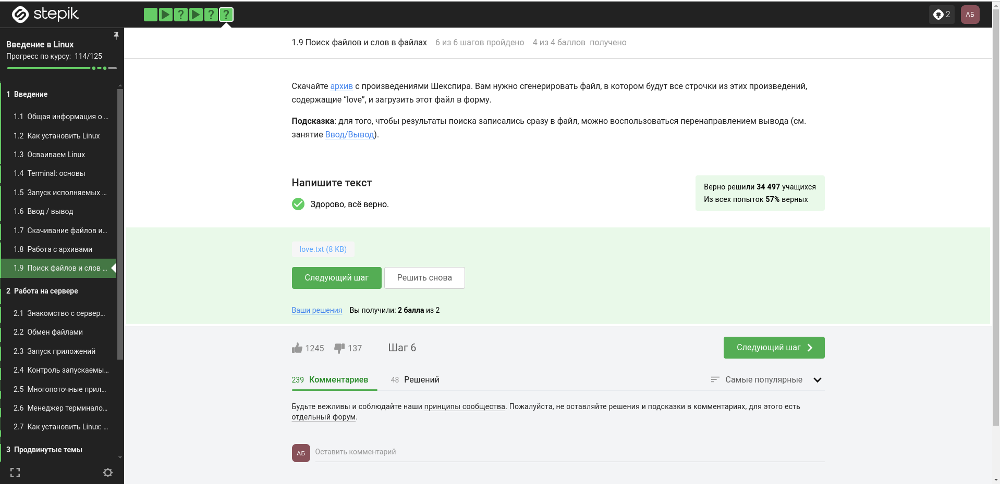 stepik
2
АБ
Введение в Linux
Прогресс по курсу: 114/125
1 Введение
1.1 Общая информация о ...
1.2 Как установить Linux
1.3 Осваиваем Linux
1.4 Terminal: основы
1.5 Запуск исполняемых ...
1.6 Ввод / вывод
1.7 Скачивание файлов и...
1.8 Работа с архивами
1.9 Поиск файлов и слов ...
2 Работа на сервере
2.1 Знакомство с сервер...
2.2 Обмен файлами
2.3 Запуск приложений
2.4 Контроль запускаемы...
2.5 Многопоточные прил...
2.6 Менеджер терминало...
2.7 Как установить Linux: ...
3 Продвинутые темы
1.9 Поиск файлов и слов в файлах 6 из 6 шагов пройдено 4 из 4 баллов получено
Скачайте архив с произведениями Шекспира. Вам нужно сгенерировать файл, в котором будут все строчки из этих произведений,
содержащие “love”, и загрузить этот файл в форму.
Подсказка: для того, чтобы результаты поиска записались сразу в файл, можно воспользоваться перенаправлением вывода (см.
занятие Ввод/Вывод).
Напишите текст
Здорово, всё верно.
Верно решили 34 497 учащихся
Из всех попыток 57% верных
love.txt (8 KB)
Следующий шаг Решить снова
Ваши решения Вы получили: 2 балла из 2
1245 137 Шаг 6 Следующий шаг
239 Комментариев 48 Решений Самые популярные
Будьте вежливы и соблюдайте наши принципы сообщества. Пожалуйста, не оставляйте решения и подсказки в комментариях, для этого есть
отдельный форум.
АБ Оставить комментарий